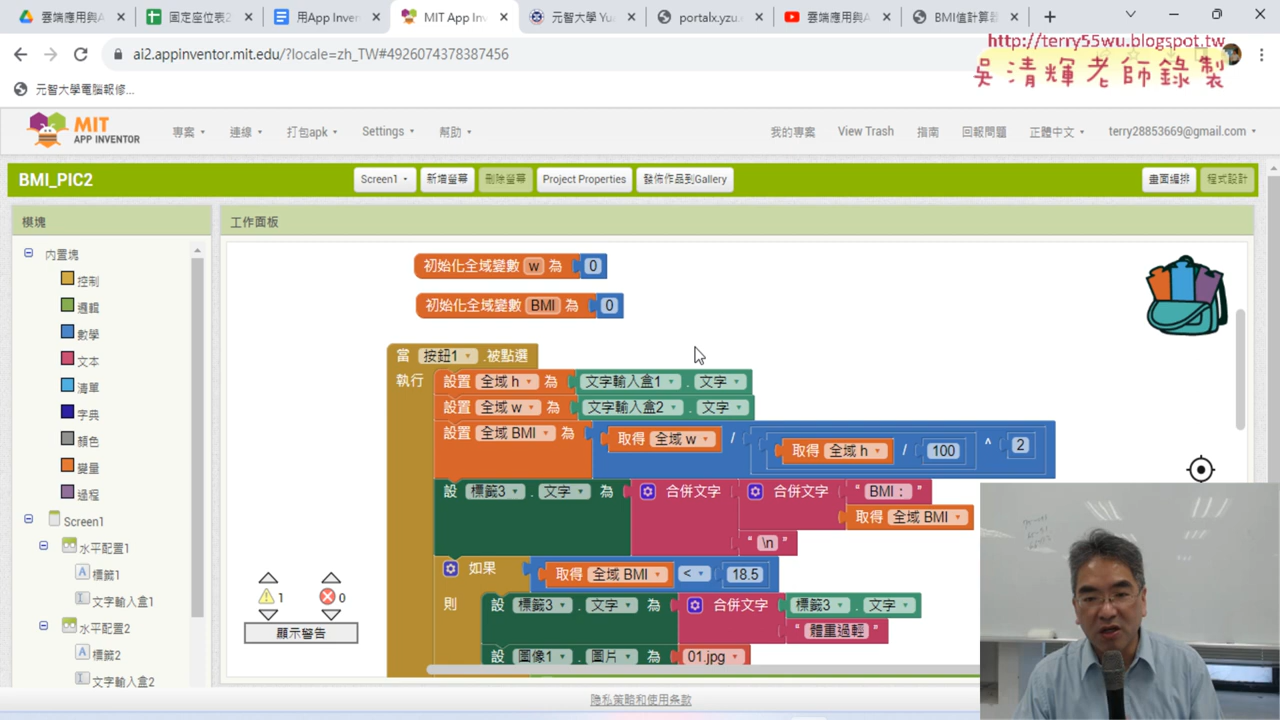 雲端應用與A
固定座位表2
用App Inven
MIT App Inv
元智大學 Yu
portalx.yzu.c
雲端應用與A
BMI值計算器
ai2.appinventor.mit.edu/?locale=zh_TW#4926074378387456
http://terry55wu.blogspot.tw
吳清輝老師錄製
元智大學電腦報修...
MIT
APP INVENTOR
專案
連線
打包apk
Settings
幫助
我的專案
View Trash
指南
回報問題
正體中文
terry28853669@gmail.com
BMI_PIC2
Screen1
新增螢幕
刪除螢幕
Project Properties
發佈作品到Gallery
畫面編排
程式設計
模塊
工作面板
內置塊
控制
邏輯
數學
文本
清單
字典
顏色
變量
過程
Screen1
水平配置1
標籤1
文字輸入盒1
水平配置2
標籤2
文字輸入盒2
初始化全域變數 w 為 0
初始化全域變數 BMI 為 0
當 按鈕1 .被點選
執行 設置 全域 h 為 文字輸入盒1 . 文字
設置 全域 w 為 文字輸入盒2 . 文字
設置 全域 BMI 為 取得 全域 w / 取得 全域 h / 100 ^ 2
設 標籤3 . 文字 為 合併文字 合併文字 " BMI： "
取得 全域 BMI
" \n "
如果 取得 全域 BMI < 18.5
則 設 標籤3 . 文字 為 合併文字 標籤3 . 文字
" 體重過輕 "
設 圖像1 . 圖片 為 01.jpg
1
0
顯示警告
隐私策略和使用条款